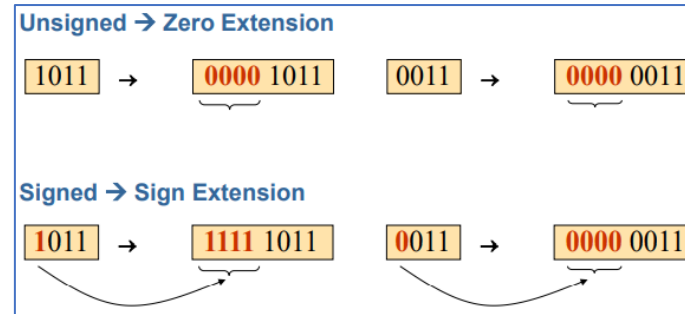 Unsigned → Zero Extension
1011 → 0000 1011 0011 → 0000 0011
Signed → Sign Extension
1011 → 1111 1011 0011 → 0000 0011